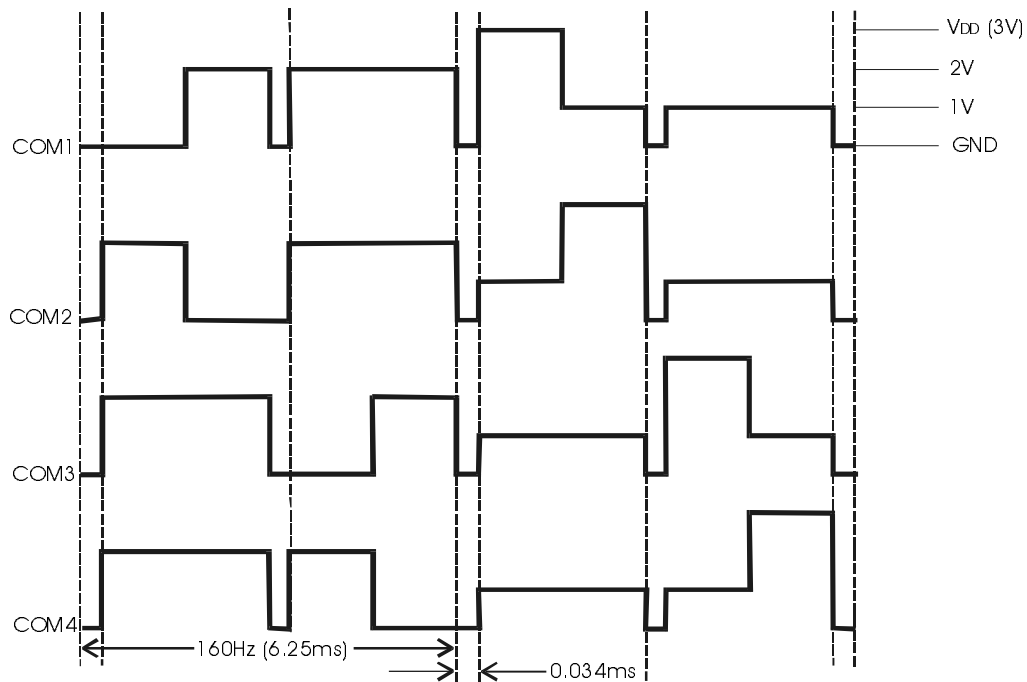 VDD (3V)
2V
1V
COM1
GND
COM2
COM3
COM4
160Hz (6.25ms)
0.034ms